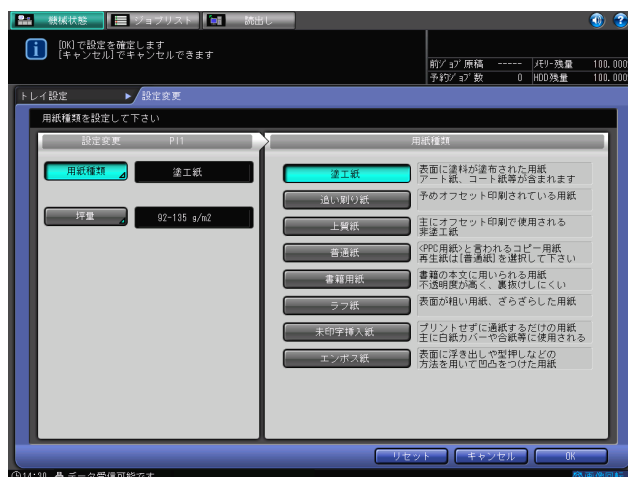 機械状態 ジョブリスト 読出し
[OK]で設定を確定します
[キャンセル]でキャンセルできます
前ｼﾞｮﾌﾞ原稿 ----- ﾒﾓﾘｰ残量 100.000
予約ｼﾞｮﾌﾞ数 0 HDD残量 100.000
トレイ設定 設定変更
用紙種類を設定して下さい
設定変更 PI1
用紙種類 塗工紙
坪量 92-135 g/m2
用紙種類
塗工紙 表面に塗料が塗布された用紙
アート紙、コート紙等が含まれます
追い刷り紙 予めオフセット印刷されている用紙
上質紙 主にオフセット印刷で使用される
非塗工紙
普通紙 <PPC用紙>と言われるコピー用紙
再生紙は[普通紙]を選択して下さい
書籍用紙 書籍の本文に用いられる用紙
不透明度が高く、裏抜けしにくい
ラフ紙 表面が粗い用紙、ざらざらした用紙
未印字挿入紙 プリントせずに通紙するだけの用紙
主に白紙カバーや合紙等に使用される
エンボス紙 表面に浮き出しや型押しなどの
方法を用いて凹凸をつけた用紙
リセット キャンセル OK
14:30 データ受信可能です 画像回転